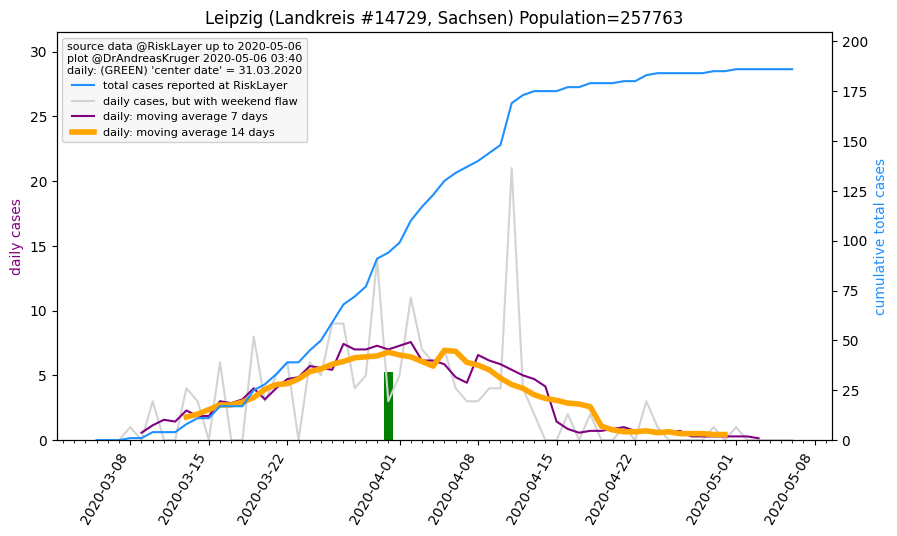 Leipzig (Landkreis #14729, Sachsen) Population=257763
source data @RiskLayer up to 2020-05-06
plot @DrAndreasKruger 2020-05-06 03:40
daily: (GREEN) 'center date' = 31.03.2020
total cases reported at RiskLayer
daily cases, but with weekend flaw
daily: moving average 7 days
daily: moving average 14 days
daily cases
30
25
20
15
10
5
0
cumulative total cases
200
175
150
125
100
75
50
25
0
2020-03-08
2020-03-15
2020-03-22
2020-04-01
2020-04-08
2020-04-15
2020-04-22
2020-05-01
2020-05-08